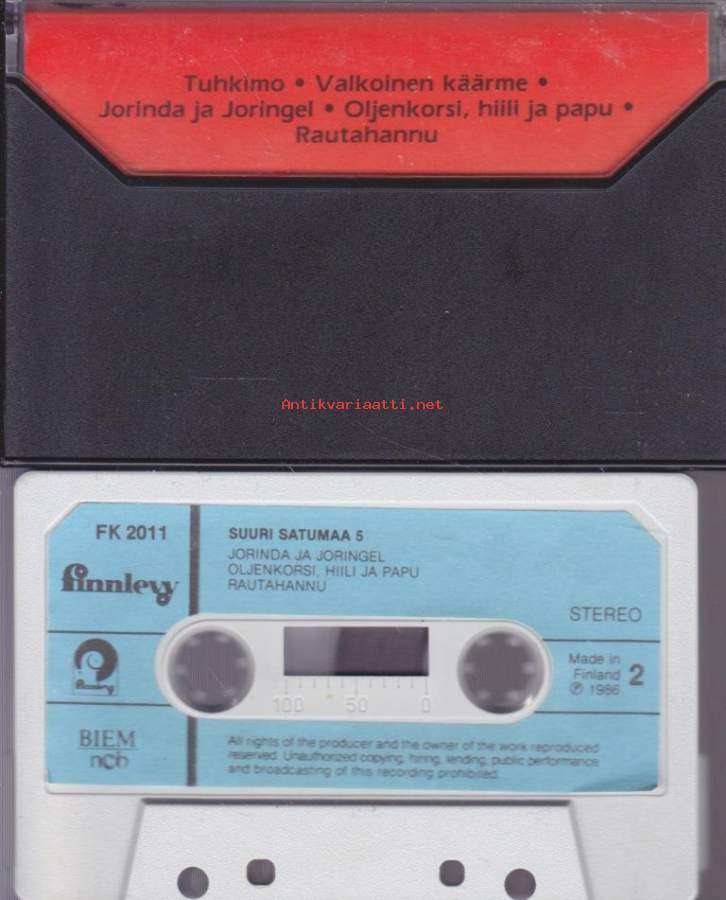 Tuhkimo • Valkoinen käärme •
Jorinda ja Joringel • Oljenkorsi, hiili ja papu •
Rautahannu
Antikvariaatti.net
FK 2011
finnlevy
BIEM
ncb
SUURI SATUMAA 5
JORINDA JA JORINGEL
OLJENKORSI, HIILI JA PAPU
RAUTAHANNU
STEREO
Made in
Finland
℗ 1986
2
100 50 0
All rights of the producer and the owner of the work reproduced
reserved. Unauthorized copying, hiring, lending, public performance
and broadcasting of this recording prohibited.